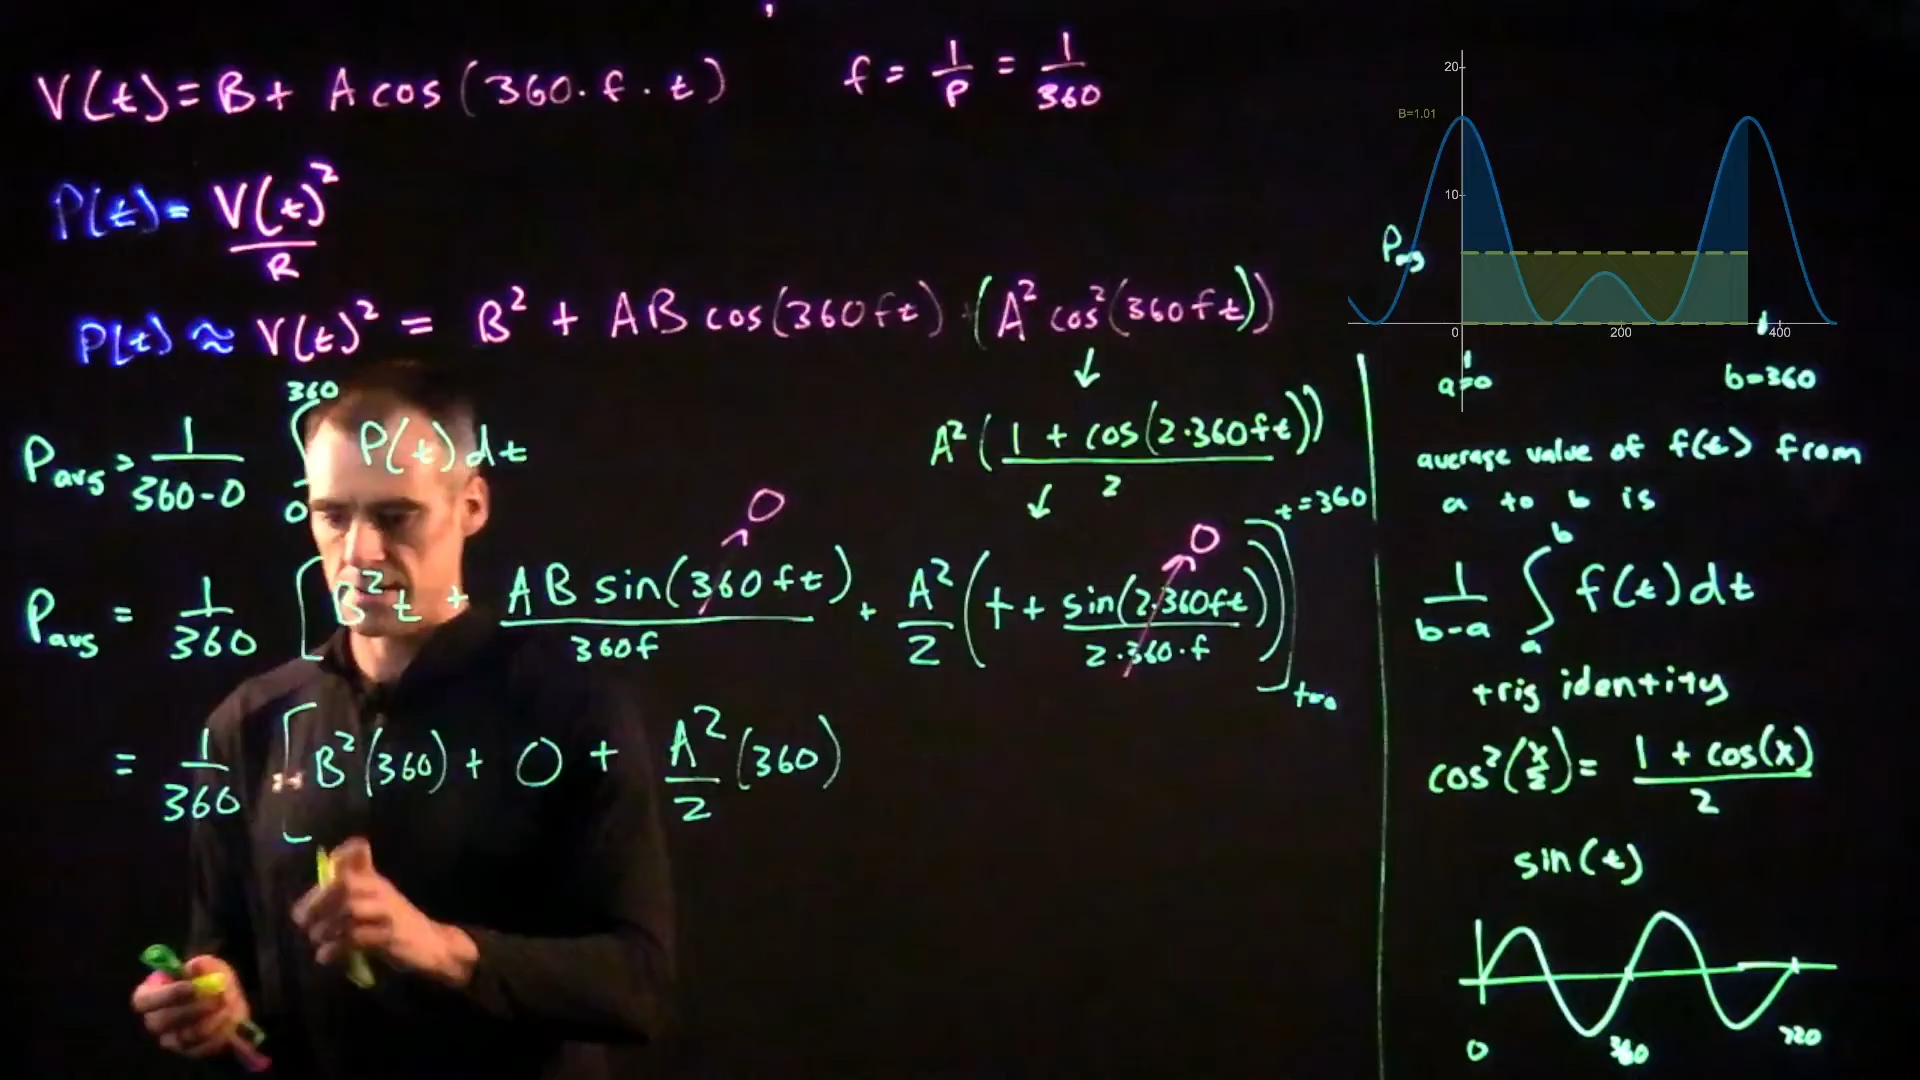 V(t) = B + A cos(360·f·t)
f = 1/P = 1/360
P(t) = V(t)²/R
P(t) ≈ V(t)² = B² + AB cos(360ft) + (A² cos²(360ft))
↓
A²(1 + cos(2·360ft))/2
↓
Pavg = 1/(360-0) ∫₀³⁶⁰ P(t)dt
Pavg = 1/360 [B²t + AB sin(360ft)/360f + A²/2 (t + sin(2·360ft)/(2·360·f))] t=360 t=0
0
0
= 1/360 [B²(360) + 0 + A²/2 (360)
20
B=1.01
10
Pavg
0 200 400
a=0 b=360
average value of f(t) from
a to b is
1/(b-a) ∫ₐᵇ f(t)dt
trig identity
cos²(x/2) = (1 + cos(x))/2
sin(t)
0 360 720